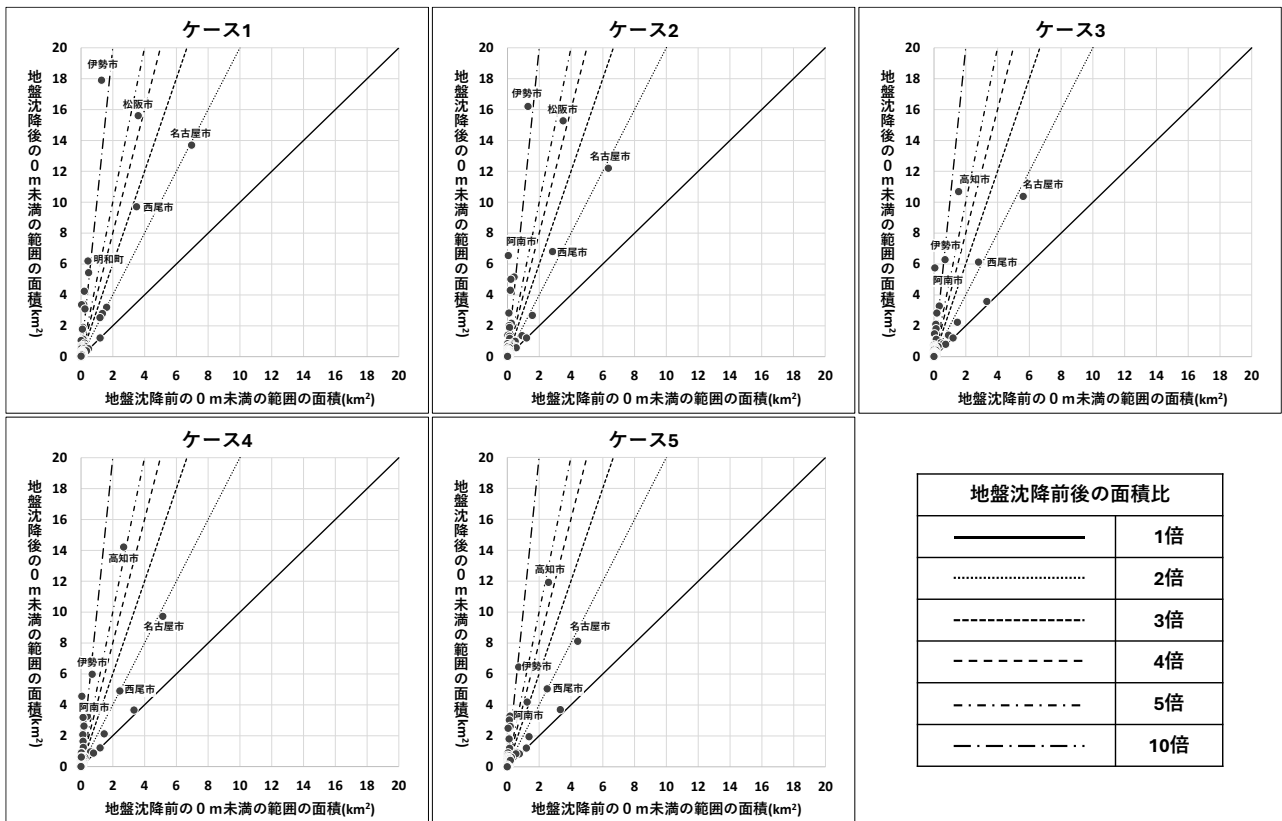 ケース1
地盤沈降後の0m未満の範囲の面積(km²)
20
18
16
14
12
10
8
6
4
2
0
伊勢市
松阪市
名古屋市
西尾市
明和町
0 2 4 6 8 10 12 14 16 18 20
地盤沈降前の0m未満の範囲の面積(km²)
ケース2
地盤沈降後の0m未満の範囲の面積(km²)
20
18
16
14
12
10
8
6
4
2
0
伊勢市
松阪市
名古屋市
阿南市
西尾市
0 2 4 6 8 10 12 14 16 18 20
地盤沈降前の0m未満の範囲の面積(km²)
ケース3
地盤沈降後の0m未満の範囲の面積(km²)
20
18
16
14
12
10
8
6
4
2
0
高知市
名古屋市
伊勢市
西尾市
阿南市
0 2 4 6 8 10 12 14 16 18 20
地盤沈降前の0m未満の範囲の面積(km²)
ケース4
地盤沈降後の0m未満の範囲の面積(km²)
20
18
16
14
12
10
8
6
4
2
0
高知市
名古屋市
伊勢市
西尾市
阿南市
0 2 4 6 8 10 12 14 16 18 20
地盤沈降前の0m未満の範囲の面積(km²)
ケース5
地盤沈降後の0m未満の範囲の面積(km²)
20
18
16
14
12
10
8
6
4
2
0
高知市
名古屋市
伊勢市
西尾市
阿南市
0 2 4 6 8 10 12 14 16 18 20
地盤沈降前の0m未満の範囲の面積(km²)
地盤沈降前後の面積比
1倍
2倍
3倍
4倍
5倍
10倍